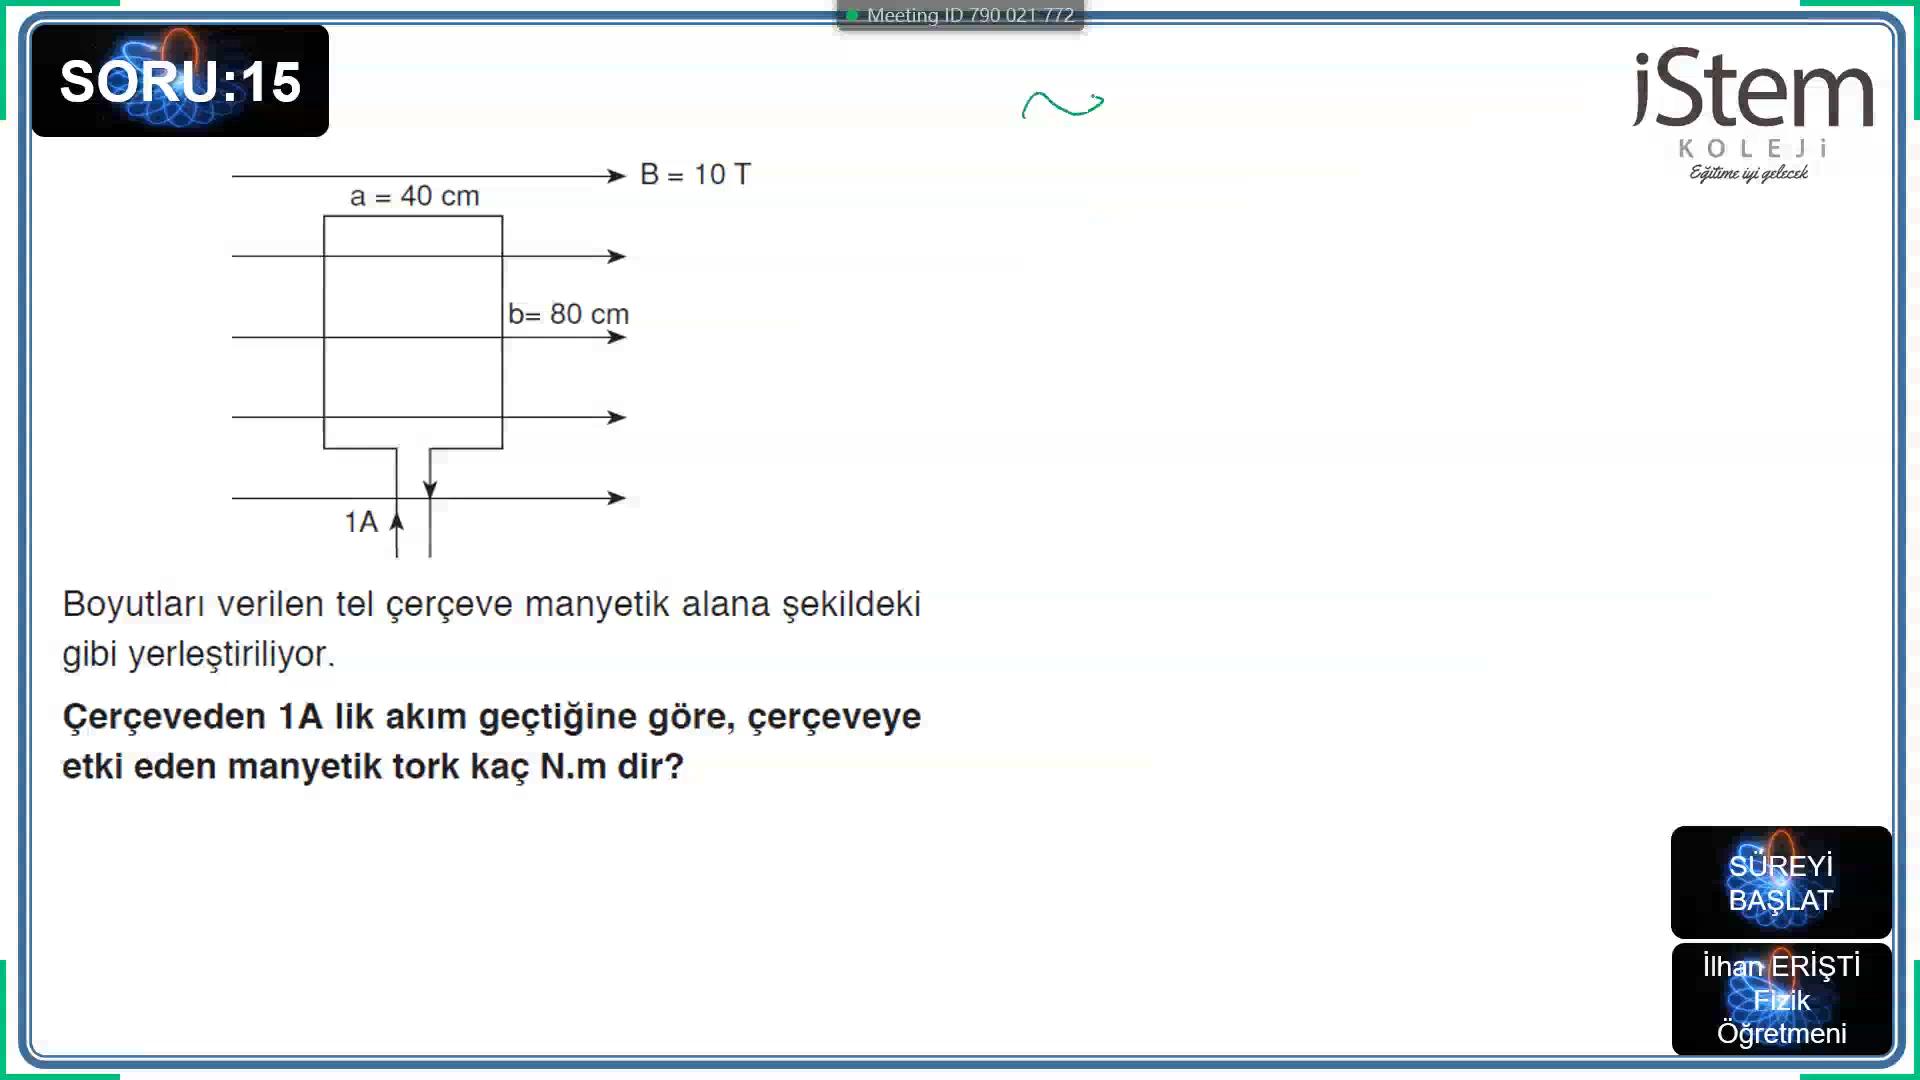 Meeting ID 790 021 772
SORU:15
jStem
KOLEJi
Eğitime iyi gelecek
B = 10 T
a = 40 cm
b= 80 cm
1A
Boyutları verilen tel çerçeve manyetik alana şekildeki
gibi yerleştiriliyor.
Çerçeveden 1A lik akım geçtiğine göre, çerçeveye
etki eden manyetik tork kaç N.m dir?
SÜREYİ
BAŞLAT
İlhan ERİŞTİ
Fizik
Öğretmeni